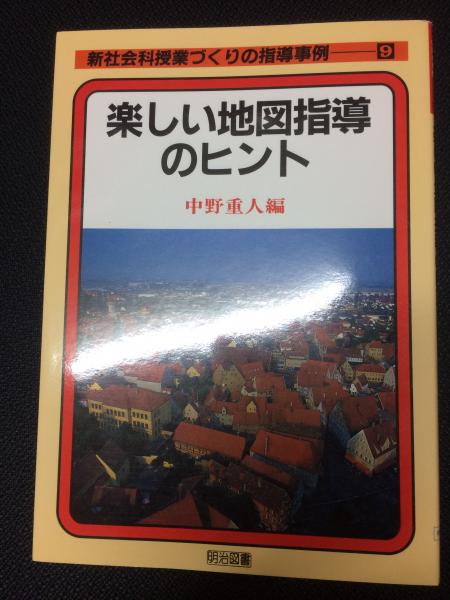 新社会科授業づくりの指導事例——9
楽しい地図指導
のヒント
中野重人編
明治図書